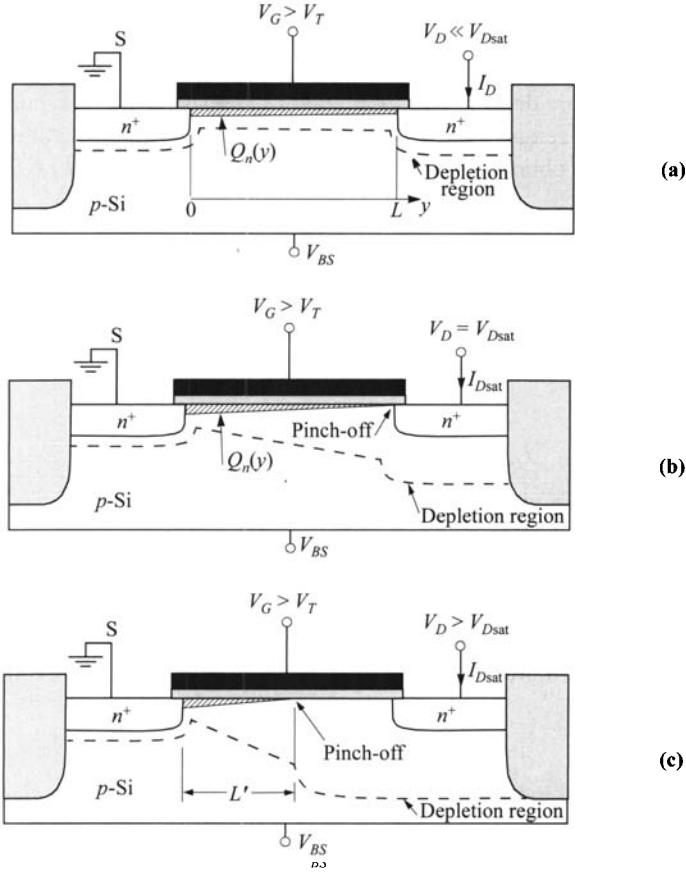 V_G > V_T
V_D ≪ V_Dsat
S
I_D
n⁺
n⁺
Q_n(y)
Depletion
region
(a)
p-Si
0
L
y
V_BS
V_G > V_T
V_D = V_Dsat
S
I_Dsat
n⁺
n⁺
Pinch-off
Q_n(y)
(b)
p-Si
Depletion region
V_BS
V_G > V_T
V_D > V_Dsat
S
I_Dsat
n⁺
n⁺
Pinch-off
(c)
p-Si
L'
Depletion region
V_BS